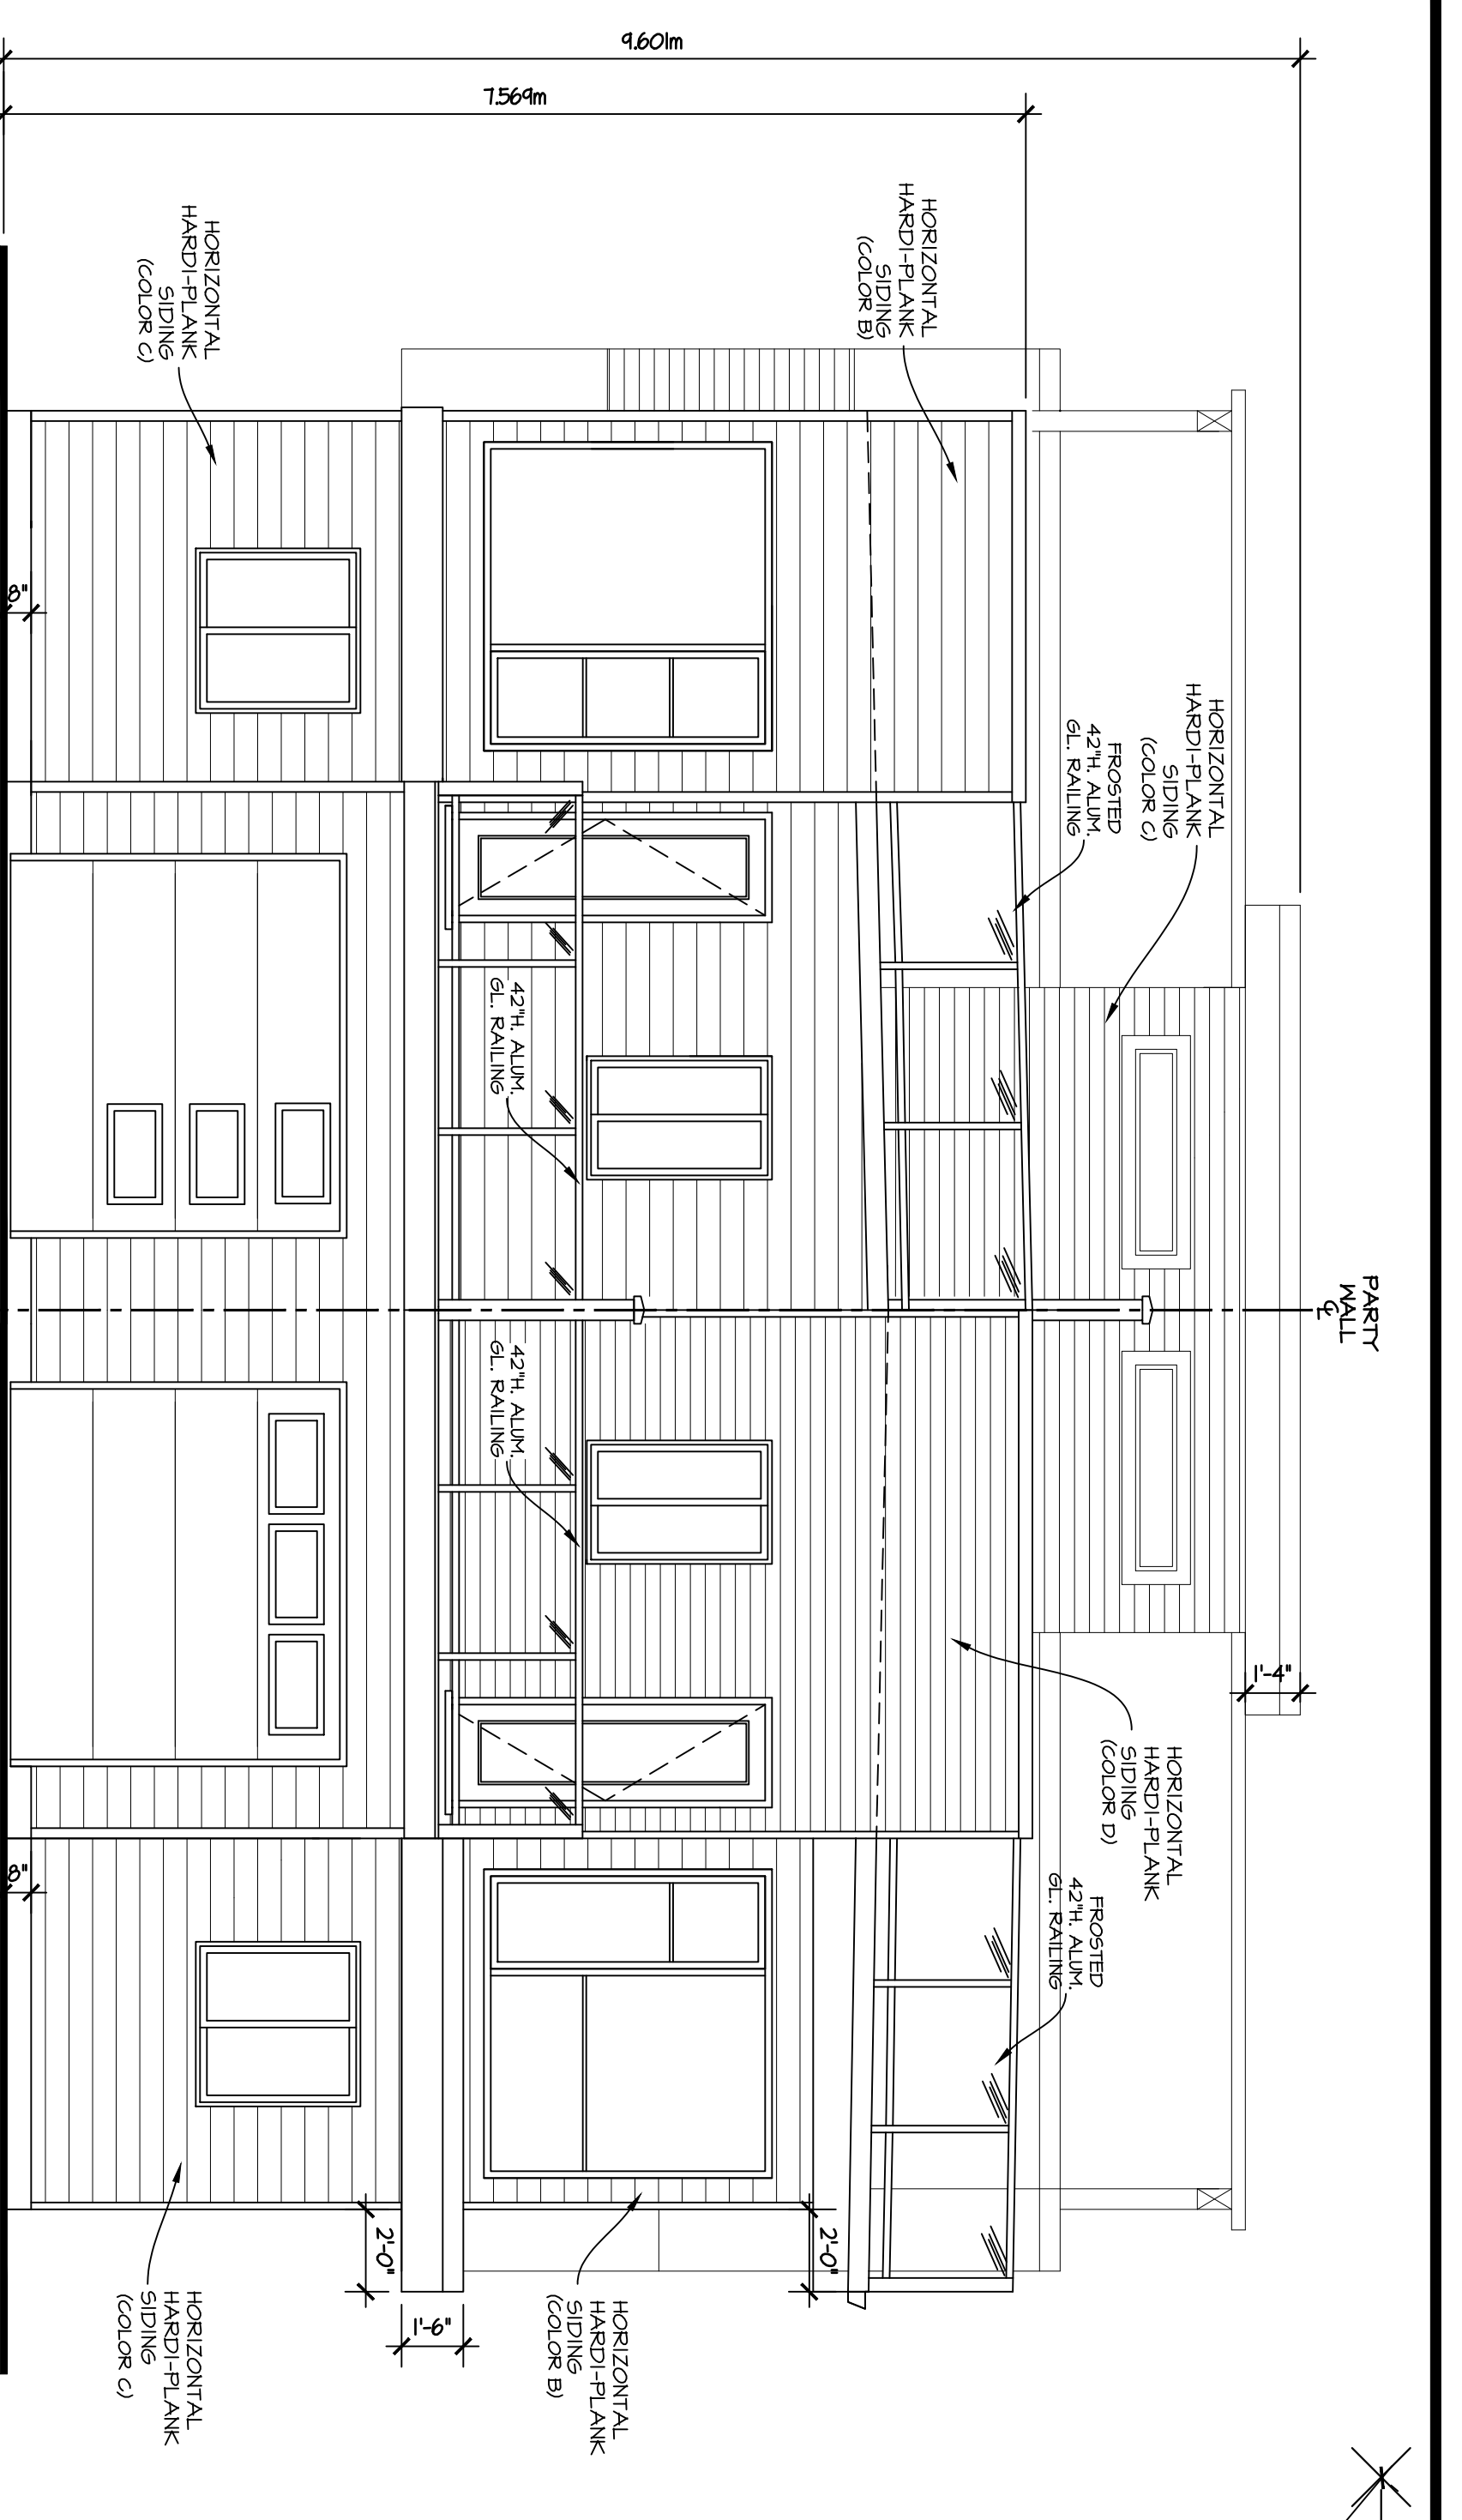 9.601m
7.569m
HORIZONTAL
HARDI-PLANK
SIDING
(COLOR C)
HORIZONTAL
HARDI-PLANK
SIDING
(COLOR B)
HORIZONTAL
HARDI-PLANK
SIDING
(COLOR C)
FROSTED
42"H. ALUM.
GL. RAILING
8"
42"H. ALUM.
GL. RAILING
PARTY
WALL
℄
42"H. ALUM.
GL. RAILING
1'-4"
HORIZONTAL
HARDI-PLANK
SIDING
(COLOR D)
FROSTED
42"H. ALUM.
GL. RAILING
8"
2'-0"
2'-0"
1'-6"
HORIZONTAL
HARDI-PLANK
SIDING
(COLOR B)
HORIZONTAL
HARDI-PLANK
SIDING
(COLOR C)